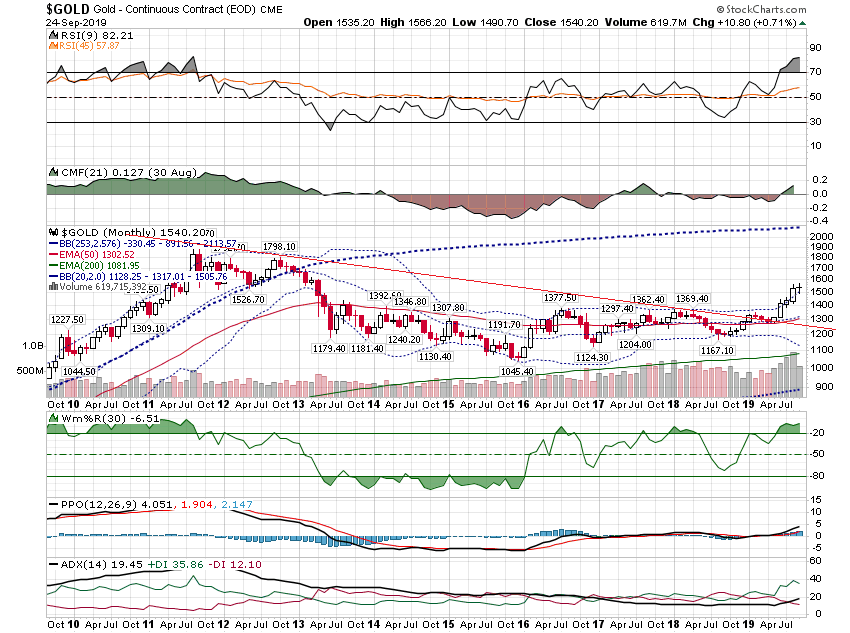 $GOLD Gold - Continuous Contract (EOD) CME
© StockCharts.com
24-Sep-2019
Open 1535.20 High 1566.20 Low 1490.70 Close 1540.20 Volume 619.7M Chg +10.80 (+0.71%)
RSI(9) 82.21
RSI(45) 57.87
90
70
50
30
10
CMF(21) 0.127 (30 Aug)
0.2
0.0
-0.2
-0.4
$GOLD (Monthly) 1540.20
BB(253,2.576) -330.45 - 891.56 - 2113.57
EMA(50) 1302.52
EMA(200) 1081.95
BB(20,2.0) 1128.25 - 1317.01 - 1505.76
Volume 619,715,392
1798.10
1526.70
1392.60 1346.80 1307.80
1377.50
1297.40
1362.40
1369.40
1227.50
1309.10
1191.70
1179.40
1181.40
1240.20
1130.40
1204.00
1167.10
1124.30
1044.50
1045.40
2000
1900
1800
1700
1600
1500
1400
1300
1200
1100
1000
900
1.0B
500M
Oct 10 Apr Jul Oct 11 Apr Jul Oct 12 Apr Jul Oct 13 Apr Jul Oct 14 Apr Jul Oct 15 Apr Jul Oct 16 Apr Jul Oct 17 Apr Jul Oct 18 Apr Jul Oct 19 Apr Jul
Wm%R(30) -6.51
-20
-50
-80
PPO(12,26,9) 4.051, 1.904, 2.147
15
10
5
0
-5
ADX(14) 19.45 +DI 35.86 -DI 12.10
60
40
20
0
Oct 10 Apr Jul Oct 11 Apr Jul Oct 12 Apr Jul Oct 13 Apr Jul Oct 14 Apr Jul Oct 15 Apr Jul Oct 16 Apr Jul Oct 17 Apr Jul Oct 18 Apr Jul Oct 19 Apr Jul